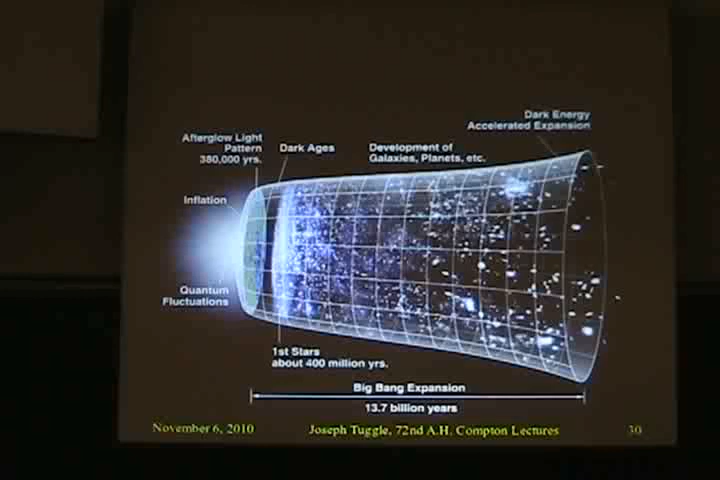 Dark Energy
Accelerated Expansion
Afterglow Light
Pattern
380,000 yrs.
Dark Ages
Development of
Galaxies, Planets, etc.
Inflation
Quantum
Fluctuations
1st Stars
about 400 million yrs.
Big Bang Expansion
13.7 billion years
November 6, 2010
Joseph Tuggle, 72nd A.H. Compton Lectures
30